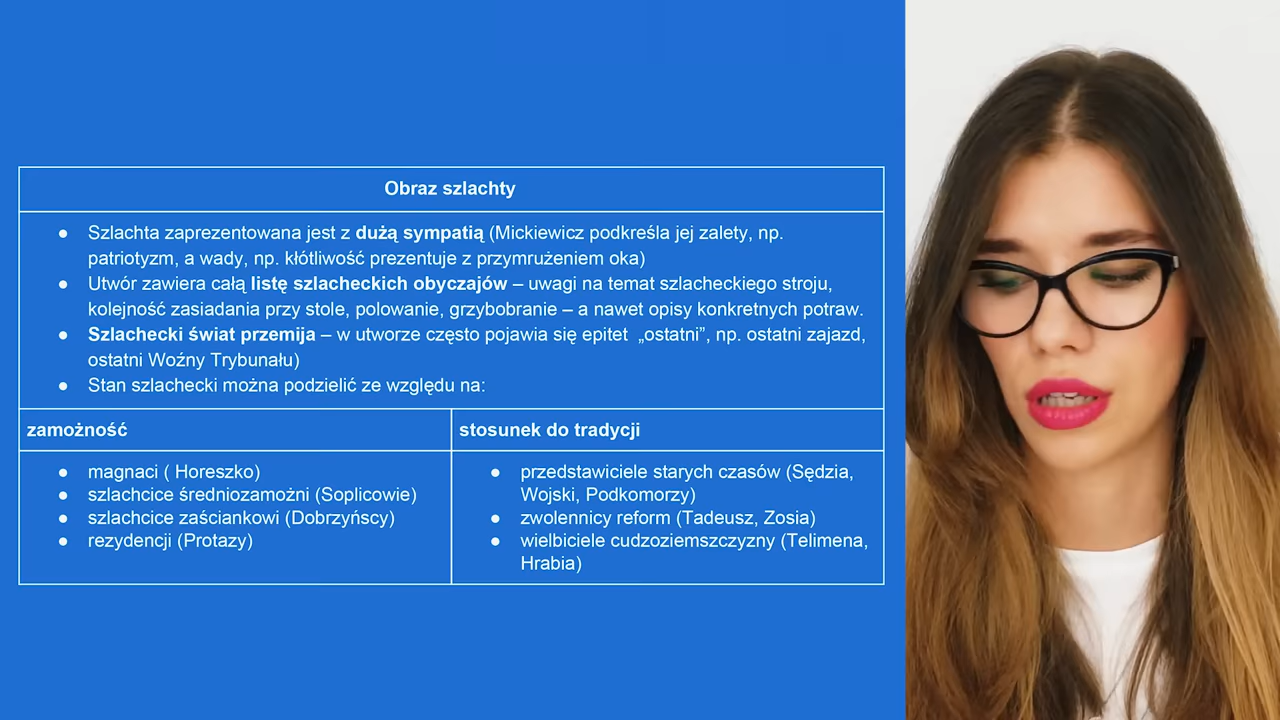 Obraz szlachty
● Szlachta zaprezentowana jest z dużą sympatią (Mickiewicz podkreśla jej zalety, np.
patriotyzm, a wady, np. kłótliwość prezentuje z przymrużeniem oka)
● Utwór zawiera całą listę szlacheckich obyczajów – uwagi na temat szlacheckiego stroju,
kolejność zasiadania przy stole, polowanie, grzybobranie – a nawet opisy konkretnych potraw.
● Szlachecki świat przemija – w utworze często pojawia się epitet „ostatni”, np. ostatni zajazd,
ostatni Woźny Trybunału)
● Stan szlachecki można podzielić ze względu na:
zamożność
● magnaci ( Horeszko)
● szlachcice średniozamożni (Soplicowie)
● szlachcice zaściankowi (Dobrzyńscy)
● rezydencji (Protazy)
stosunek do tradycji
● przedstawiciele starych czasów (Sędzia,
Wojski, Podkomorzy)
● zwolennicy reform (Tadeusz, Zosia)
● wielbiciele cudzoziemszczyzny (Telimena,
Hrabia)